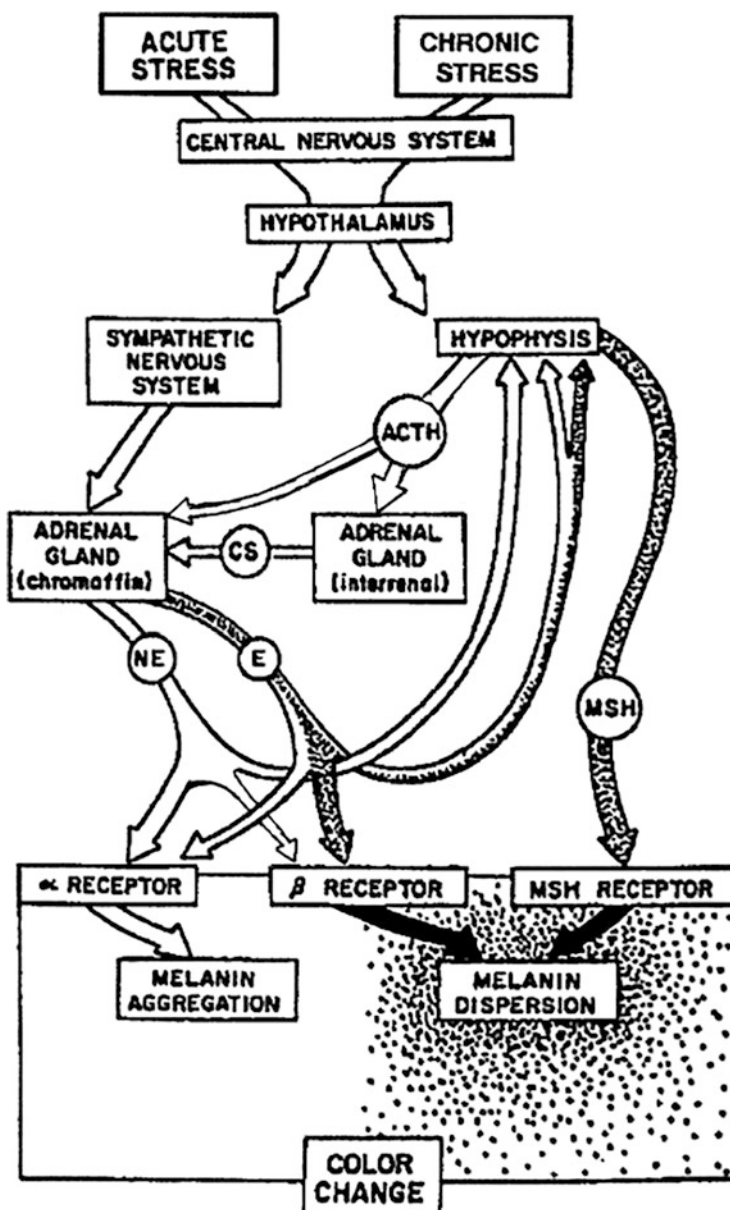 ACUTE
STRESS
CHRONIC
STRESS
CENTRAL NERVOUS SYSTEM
HYPOTHALAMUS
SYMPATHETIC
NERVOUS
SYSTEM
HYPOPHYSIS
ACTH
ADRENAL
GLAND
(chromaffin)
CS
ADRENAL
GLAND
(interrenal)
NE
E
MSH
α RECEPTOR
β RECEPTOR
MSH RECEPTOR
MELANIN
AGGREGATION
MELANIN
DISPERSION
COLOR
CHANGE